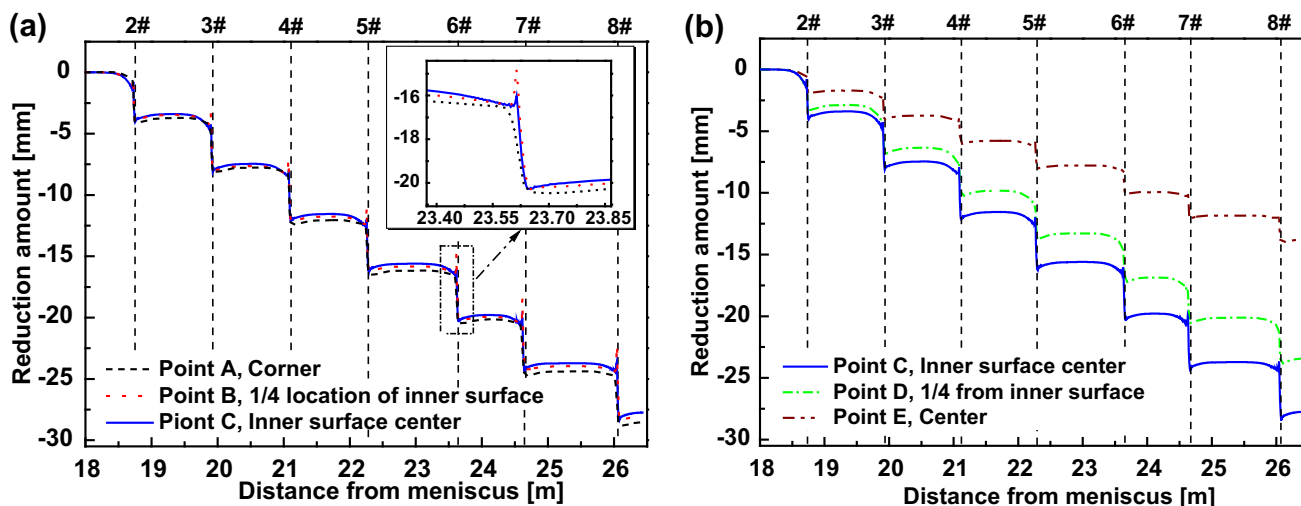 (a)
2# 3# 4# 5# 6# 7# 8#
0
-5
-10
-15
-20
-25
-30
Reduction amount [mm]
-16
-18
-20
23.40 23.55 23.70 23.85
Point A, Corner
Point B, 1/4 location of inner surface
Piont C, Inner surface center
18 19 20 21 22 23 24 25 26
Distance from meniscus [m]
(b)
2# 3# 4# 5# 6# 7# 8#
0
-5
-10
-15
-20
-25
-30
Reduction amount [mm]
Point C, Inner surface center
Point D, 1/4 from inner surface
Point E, Center
18 19 20 21 22 23 24 25 26
Distance from meniscus [m]